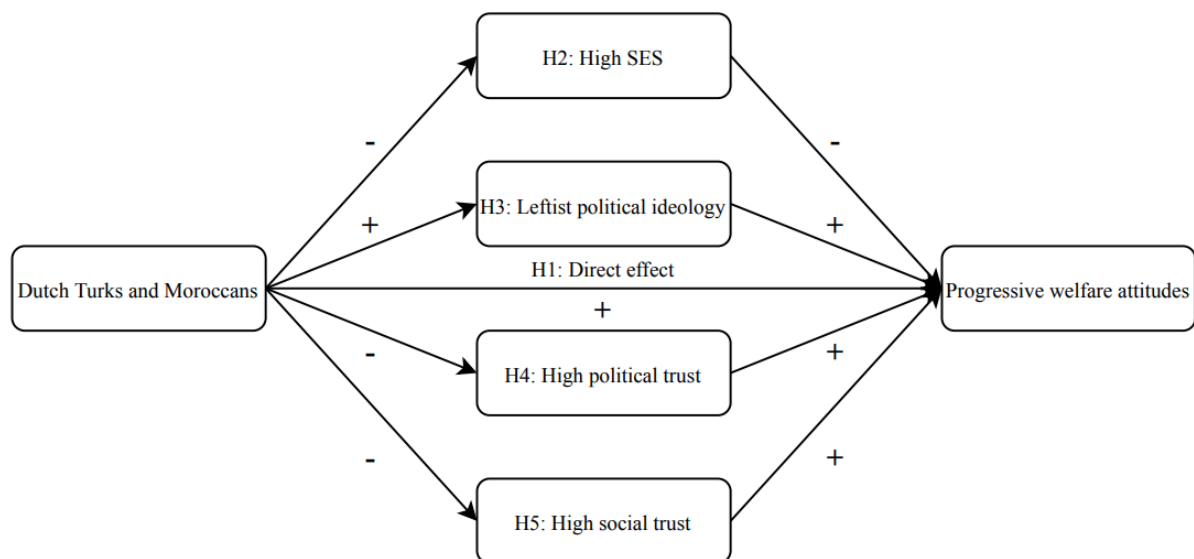 H2: High SES
-
-
H3: Leftist political ideology
+
+
H1: Direct effect
Dutch Turks and Moroccans
Progressive welfare attitudes
+
-
+
H4: High political trust
-
+
H5: High social trust